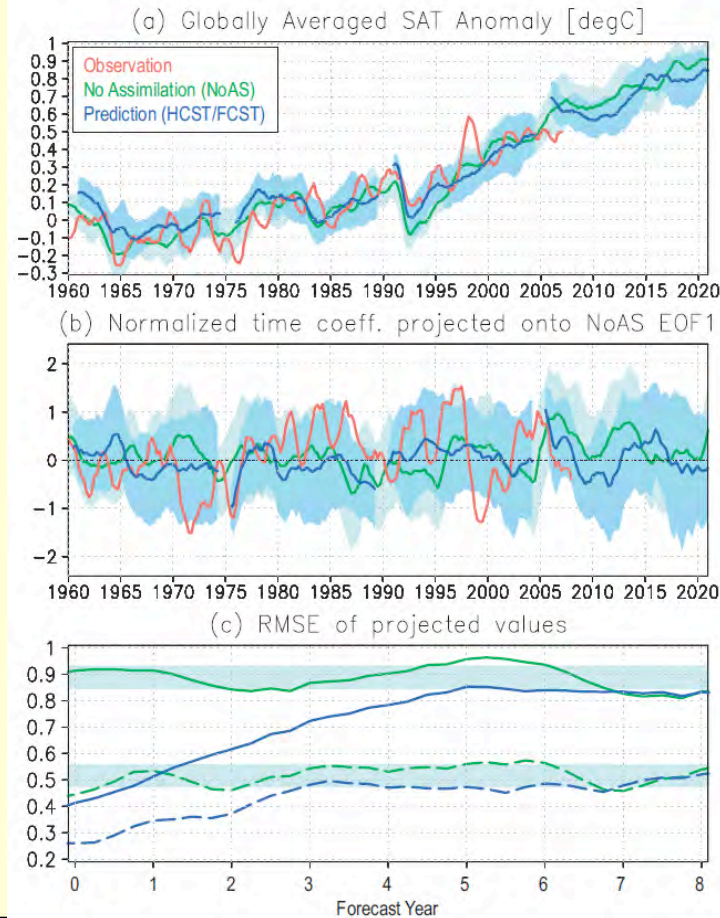 (a) Globally Averaged SAT Anomaly [degC]
1
0.9
0.8
0.7
0.6
0.5
0.4
0.3
0.2
0.1
0
-0.1
-0.2
-0.3
Observation
No Assimilation (NoAS)
Prediction (HCST/FCST)
1960 1965 1970 1975 1980 1985 1990 1995 2000 2005 2010 2015 2020
(b) Normalized time coeff. projected onto NoAS EOF1
2
1
0
-1
-2
1960 1965 1970 1975 1980 1985 1990 1995 2000 2005 2010 2015 2020
(c) RMSE of projected values
1
0.9
0.8
0.7
0.6
0.5
0.4
0.3
0.2
0 1 2 3 4 5 6 7 8
Forecast Year